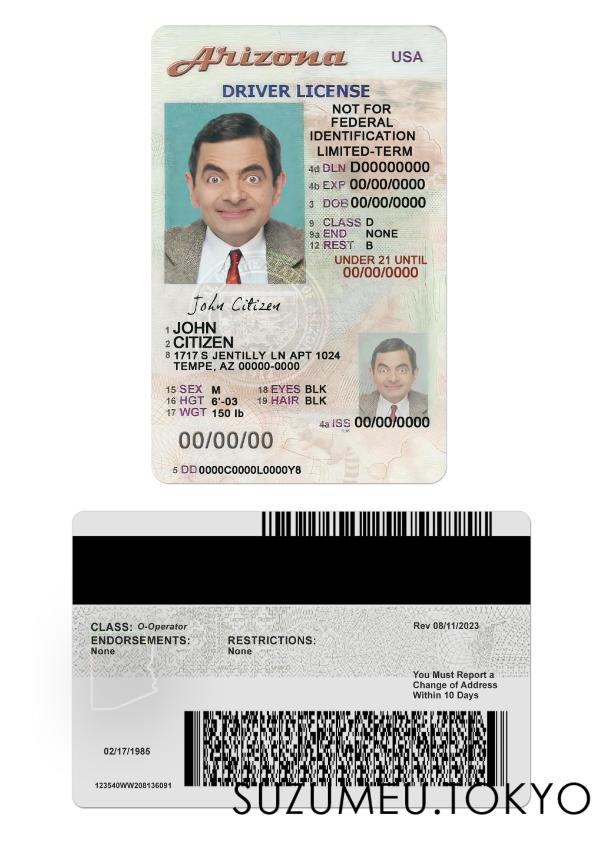 Arizona USA
DRIVER LICENSE
NOT FOR
FEDERAL
IDENTIFICATION
LIMITED-TERM
4d DLN D00000000
4b EXP 00/00/0000
3 DOB 00/00/0000
9 CLASS D
9a END NONE
12 REST B
UNDER 21 UNTIL
00/00/0000
John Citizen
1 JOHN
2 CITIZEN
8 1717 S JENTILLY LN APT 1024
TEMPE, AZ 00000-0000
15 SEX M 18 EYES BLK
16 HGT 6'-03 19 HAIR BLK
17 WGT 150 lb
4a ISS 00/00/0000
00/00/00
5 DD 0000C0000L0000Y8
CLASS: O-Operator Rev 08/11/2023
ENDORSEMENTS: RESTRICTIONS:
None None
You Must Report a
Change of Address
Within 10 Days
02/17/1985
123540WW208136091
SUZUMEU.TOKYO